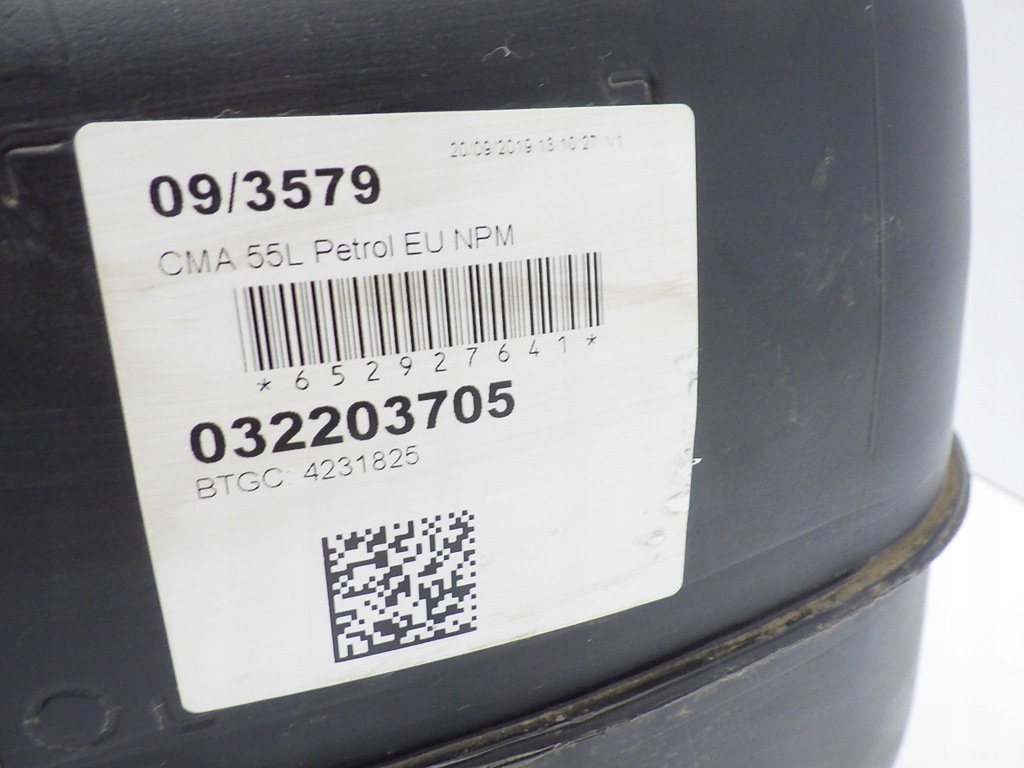 20/09/2019 13:10:27 V1
09/3579
CMA 55L Petrol EU NPM
*652927641*
032203705
BTGC: 4231825